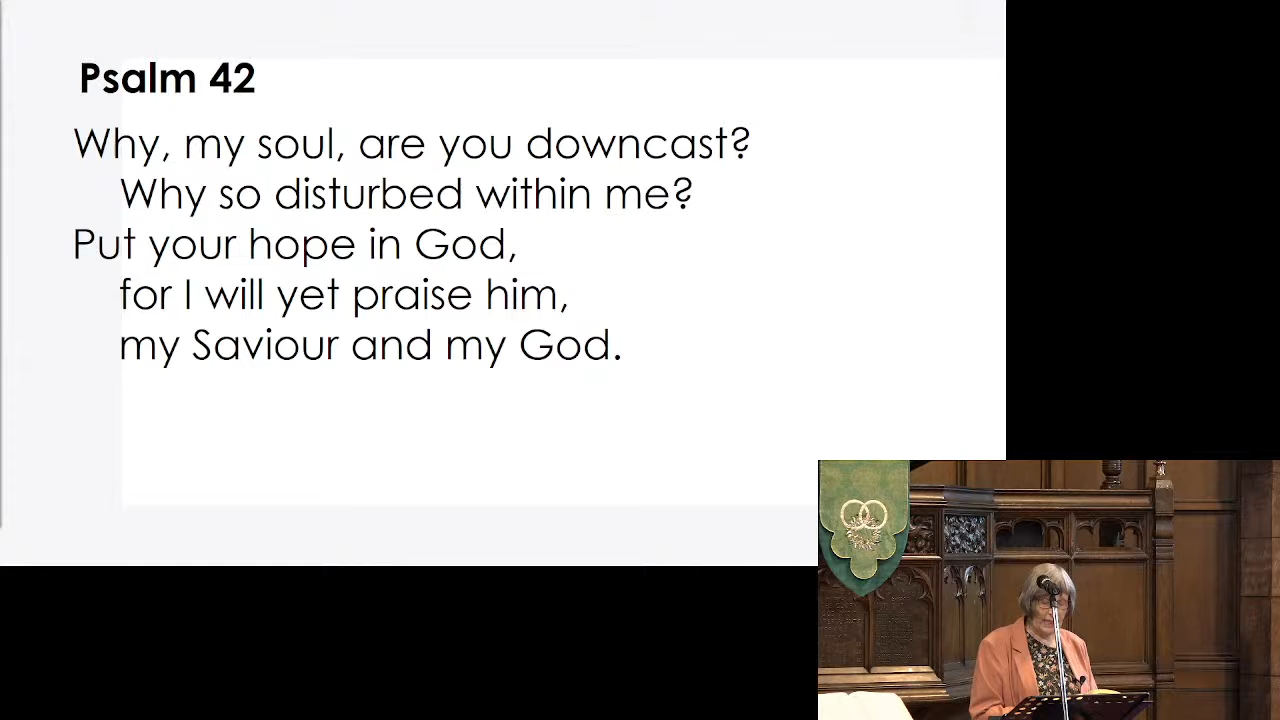 Psalm 42
Why, my soul, are you downcast?
Why so disturbed within me?
Put your hope in God,
for I will yet praise him,
my Saviour and my God.